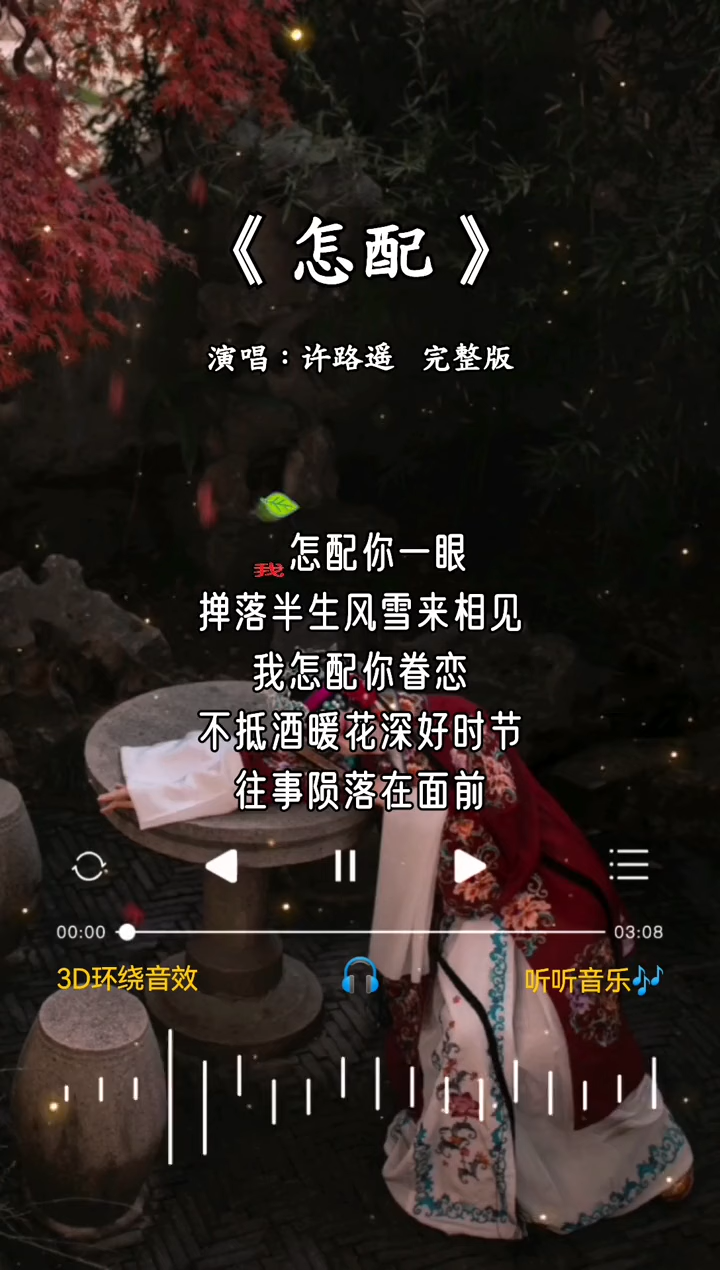 《怎配》
演唱：许路遥 完整版
我怎配你一眼
掸落半生风雪来相见
我怎配你眷恋
不抵酒暖花深好时节
往事陨落在面前
00:00 03:08
3D环绕音效 听听音乐